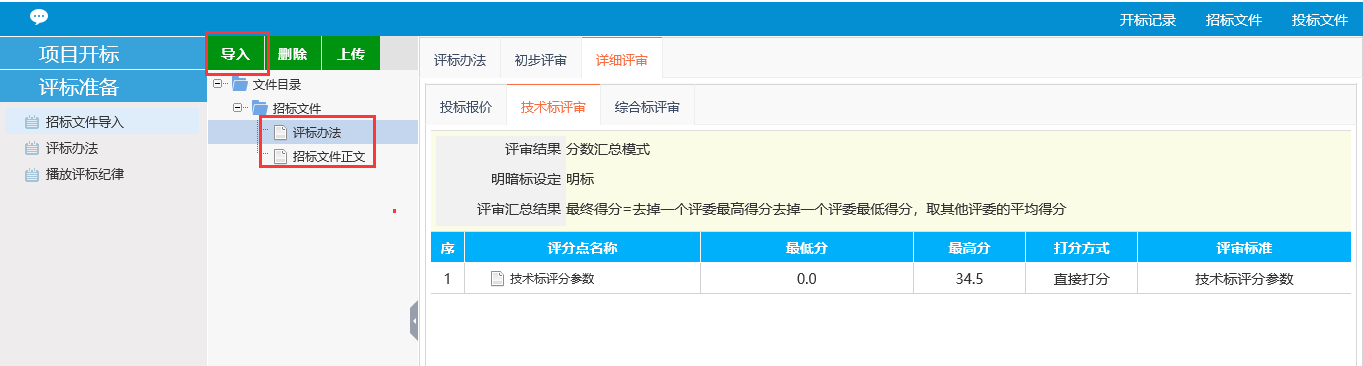 开标记录 招标文件 投标文件
项目开标
评标准备
招标文件导入
评标办法
播放评标纪律
导入 删除 上传
文件目录
招标文件
评标办法
招标文件正文
评标办法 初步评审 详细评审
投标报价 技术标评审 综合标评审
评审结果 分数汇总模式
明暗标设定 明标
评审汇总结果 最终得分=去掉一个评委最高得分去掉一个评委最低得分，取其他评委的平均得分
序 评分点名称 最低分 最高分 打分方式 评审标准
1 技术标评分参数 0.0 34.5 直接打分 技术标评分参数